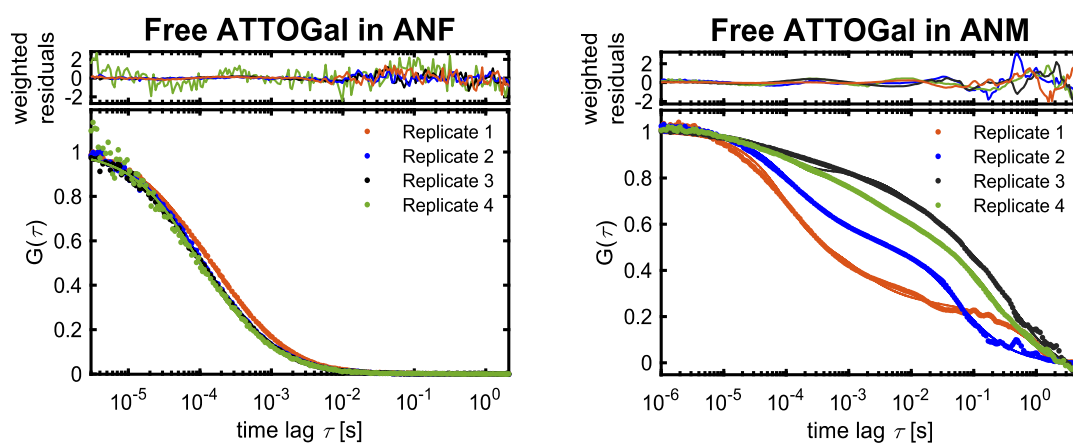 Free ATTOGal in ANF
weighted
residuals
2
0
-2
G(τ)
1
0.8
0.6
0.4
0.2
0
Replicate 1
Replicate 2
Replicate 3
Replicate 4
10^-5 10^-4 10^-3 10^-2 10^-1 10^0
time lag τ [s]
Free ATTOGal in ANM
weighted
residuals
2
0
-2
G(τ)
1
0.8
0.6
0.4
0.2
0
Replicate 1
Replicate 2
Replicate 3
Replicate 4
10^-6 10^-5 10^-4 10^-3 10^-2 10^-1 10^0
time lag τ [s]